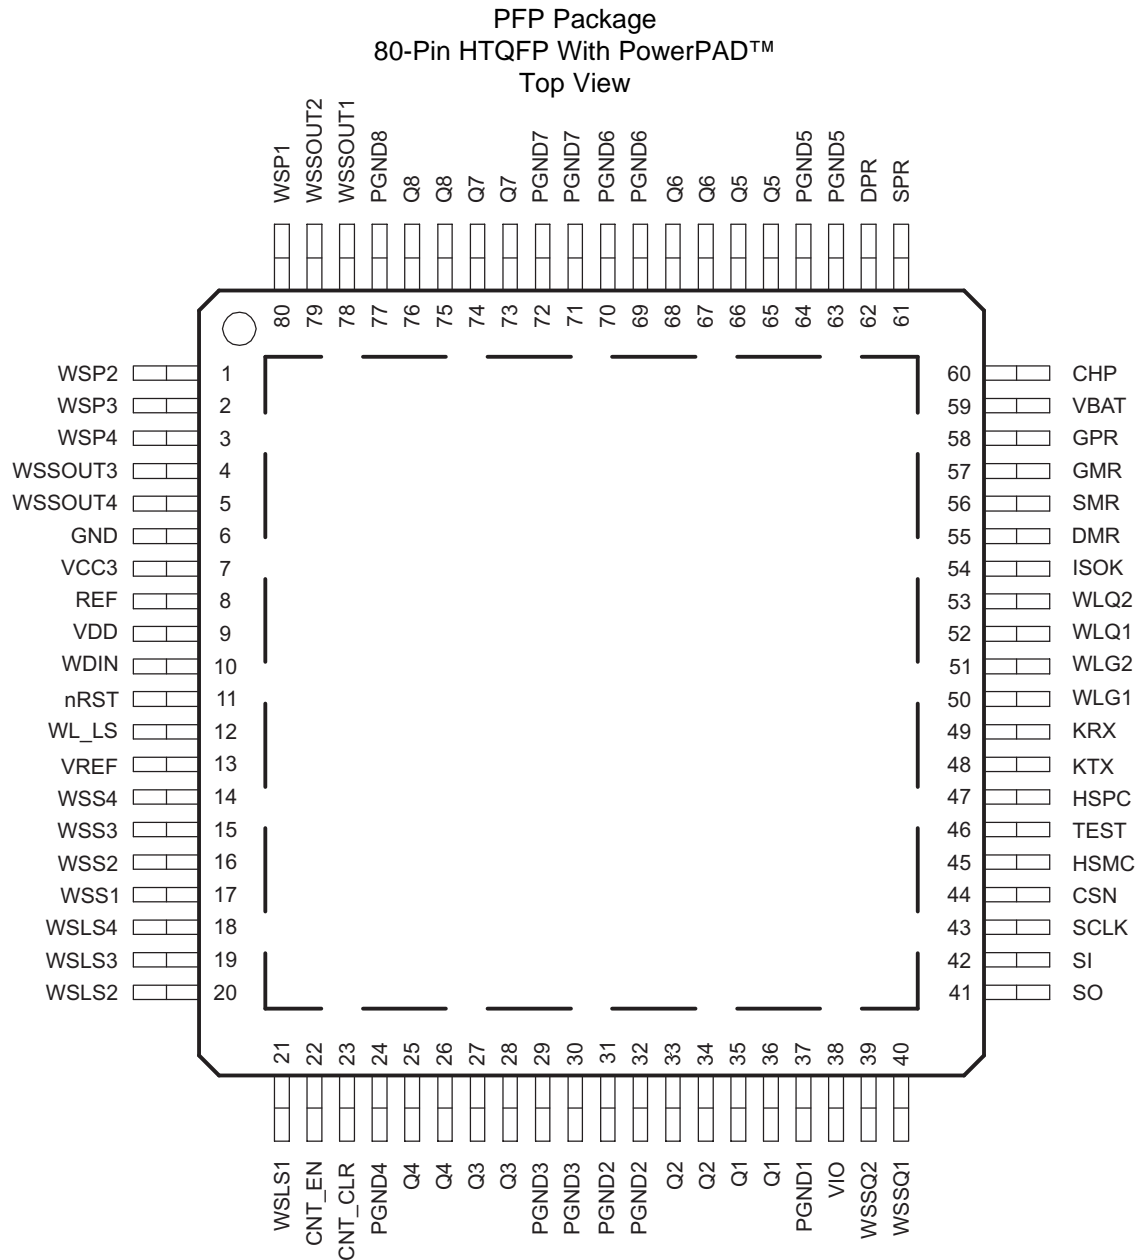 PFP Package
80-Pin HTQFP With PowerPAD™
Top View
WSP1
WSSOUT2
WSSOUT1
PGND8
Q8
Q8
Q7
Q7
PGND7
PGND7
PGND6
PGND6
Q6
Q6
Q5
Q5
PGND5
PGND5
DPR
SPR
80 79 78 77 76 75 74 73 72 71 70 69 68 67 66 65 64 63 62 61
WSP2 1 60 CHP
WSP3 2 59 VBAT
WSP4 3 58 GPR
WSSOUT3 4 57 GMR
WSSOUT4 5 56 SMR
GND 6 55 DMR
VCC3 7 54 ISOK
REF 8 53 WLQ2
VDD 9 52 WLQ1
WDIN 10 51 WLG2
nRST 11 50 WLG1
WL_LS 12 49 KRX
VREF 13 48 KTX
WSS4 14 47 HSPC
WSS3 15 46 TEST
WSS2 16 45 HSMC
WSS1 17 44 CSN
WSLS4 18 43 SCLK
WSLS3 19 42 SI
WSLS2 20 41 SO
21 22 23 24 25 26 27 28 29 30 31 32 33 34 35 36 37 38 39 40
WSLS1
CNT_EN
CNT_CLR
PGND4
Q4
Q4
Q3
Q3
PGND3
PGND3
PGND2
PGND2
Q2
Q2
Q1
Q1
PGND1
VIO
WSSQ2
WSSQ1